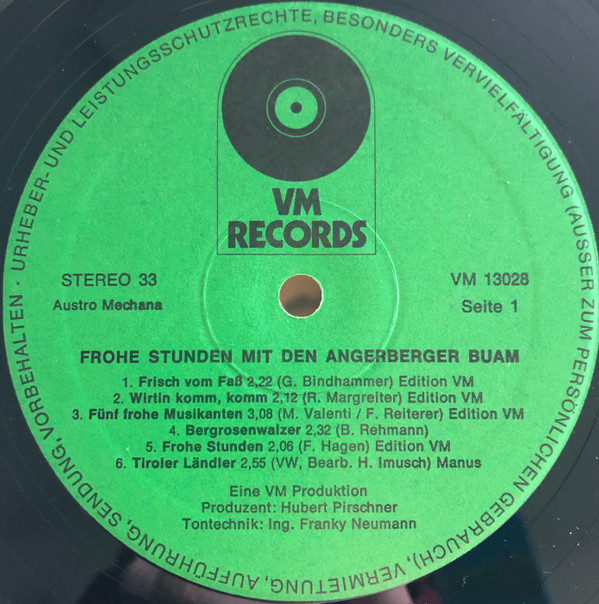 URHEBER- UND LEISTUNGSSCHUTZRECHTE, BESONDERS VERVIELFÄLTIGUNG (AUSSER ZUM PERSÖNLICHEN GEBRAUCH), VERMIETUNG, AUFFÜHRUNG, SENDUNG, VORBEHALTEN ·
VM
RECORDS
STEREO 33
Austro Mechana
VM 13028
Seite 1
FROHE STUNDEN MIT DEN ANGERBERGER BUAM
1. Frisch vom Faß 2,22 (G. Bindhammer) Edition VM
2. Wirtin komm, komm 2,12 (R. Margreiter) Edition VM
3. Fünf frohe Musikanten 3,08 (M. Valenti / F. Reiterer) Edition VM
4. Bergrosenwalzer 2,32 (B. Rehmann)
5. Frohe Stunden 2,06 (F. Hagen) Edition VM
6. Tiroler Ländler 2,55 (VW, Bearb. H. Imusch) Manus
Eine VM Produktion
Produzent: Hubert Pirschner
Tontechnik: Ing. Franky Neumann